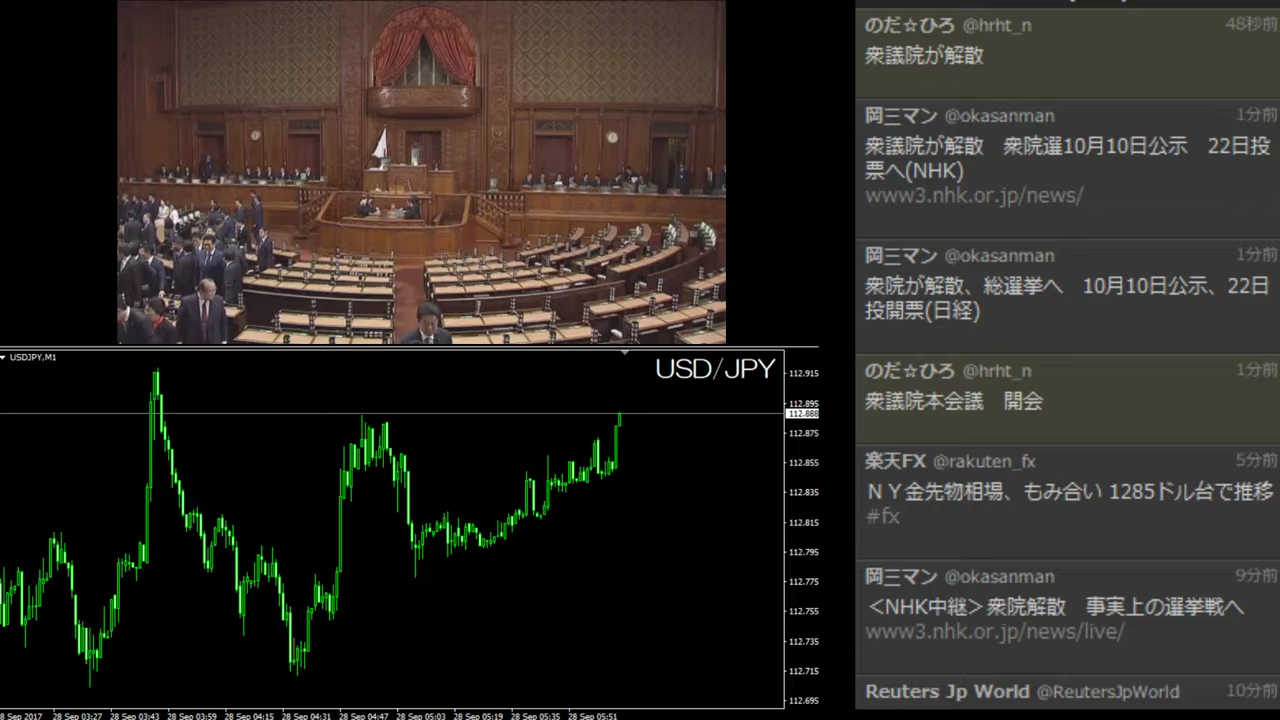 USDJPY,M1
USD/JPY
112.915
112.895
112.888
112.875
112.855
112.835
112.815
112.795
112.775
112.755
112.735
112.715
112.695
8 Sep 2017 28 Sep 03:27 28 Sep 03:43 28 Sep 03:59 28 Sep 04:15 28 Sep 04:31 28 Sep 04:47 28 Sep 05:03 28 Sep 05:19 28 Sep 05:35 28 Sep 05:51
のだ☆ひろ @hrht_n 48秒前
衆議院が解散
岡三マン @okasanman 1分前
衆議院が解散　衆院選10月10日公示　22日投
票へ(NHK)
www3.nhk.or.jp/news/
岡三マン @okasanman 1分前
衆院が解散、総選挙へ　10月10日公示、22日
投開票(日経)
のだ☆ひろ @hrht_n 1分前
衆議院本会議　開会
楽天FX @rakuten_fx 5分前
ＮＹ金先物相場、もみ合い 1285ドル台で推移
#fx
岡三マン @okasanman 9分前
＜NHK中継＞衆院解散　事実上の選挙戦へ
www3.nhk.or.jp/news/live/
Reuters Jp World @ReutersJpWorld 10分前